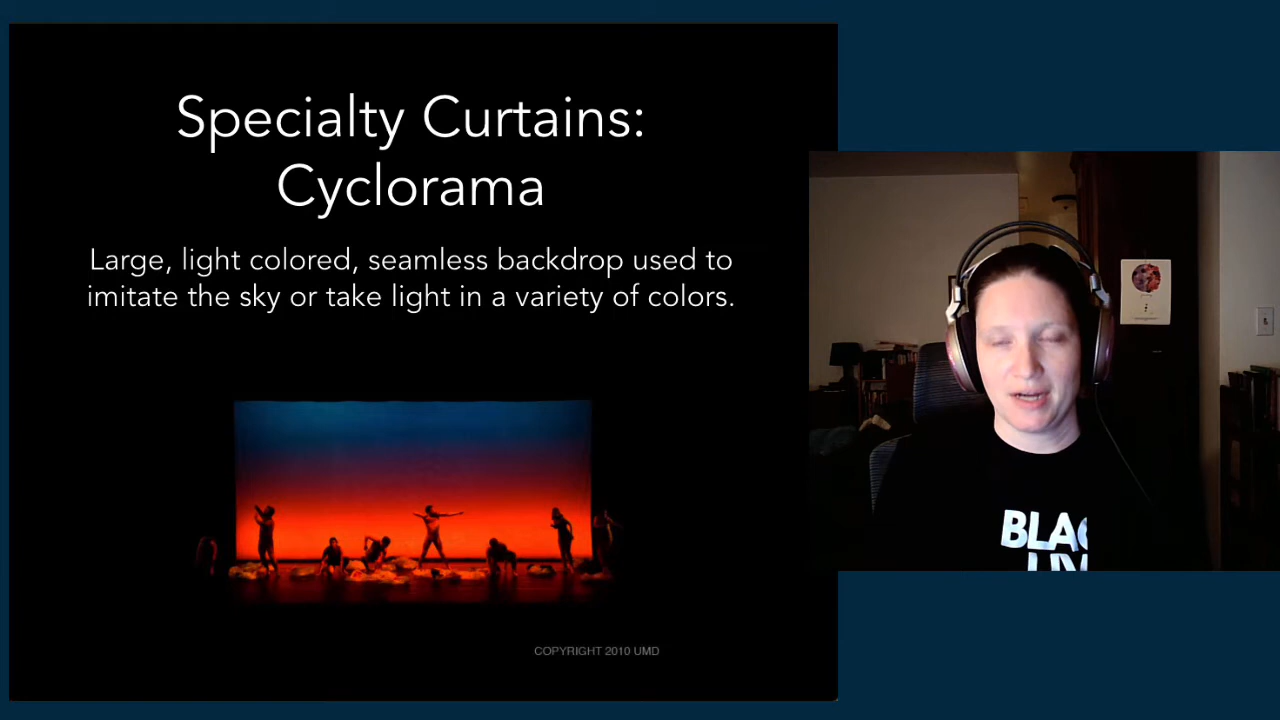 Specialty Curtains:
Cyclorama
Large, light colored, seamless backdrop used to
imitate the sky or take light in a variety of colors.
COPYRIGHT 2010 UMD
BLAC
LIV